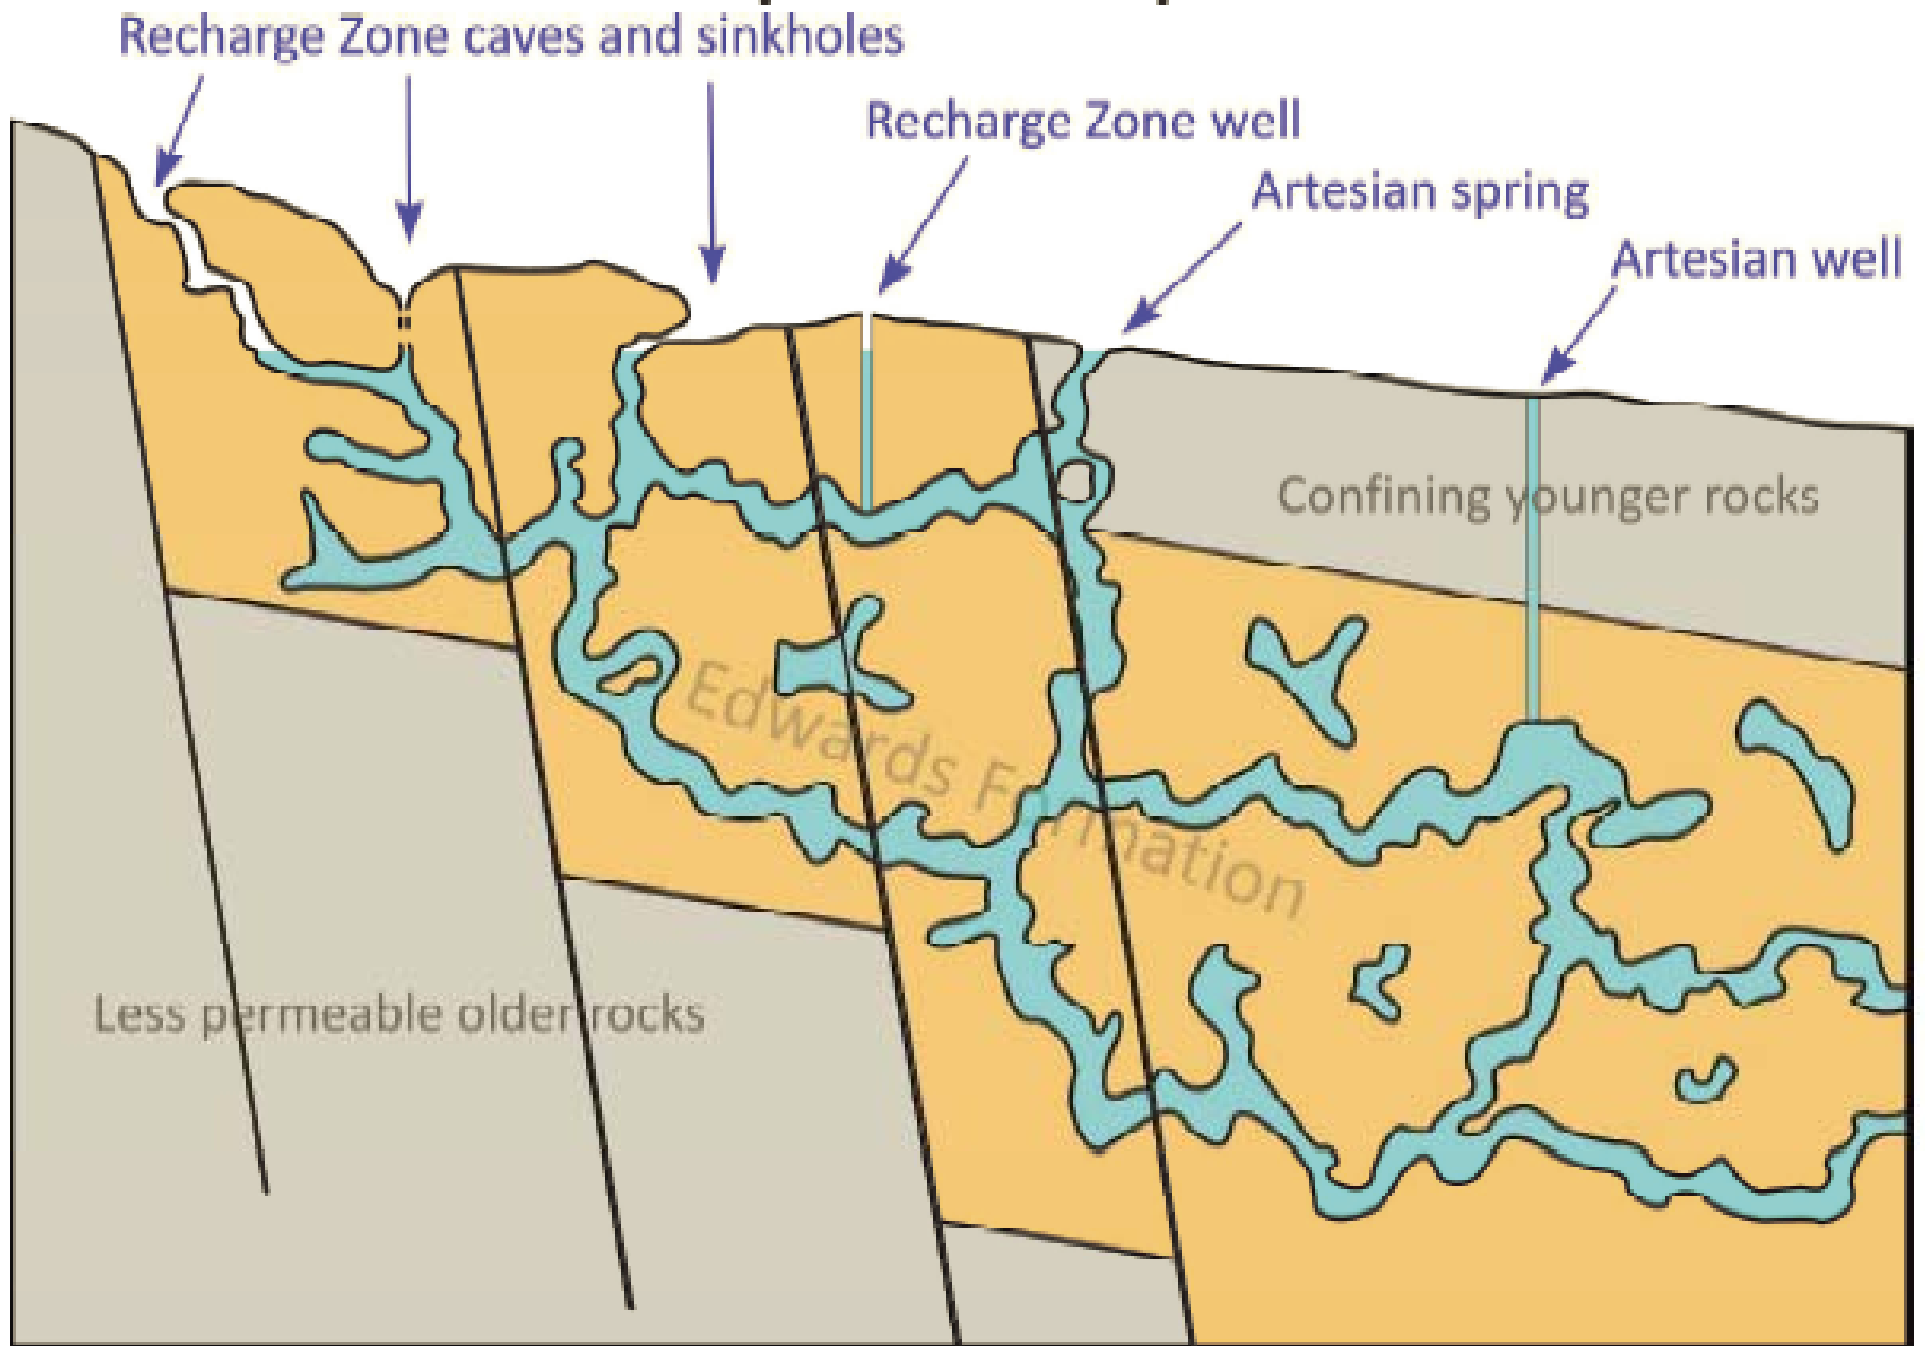 Recharge Zone caves and sinkholes
Recharge Zone well
Artesian spring
Artesian well
Confining younger rocks
Edwards Formation
Less permeable older rocks